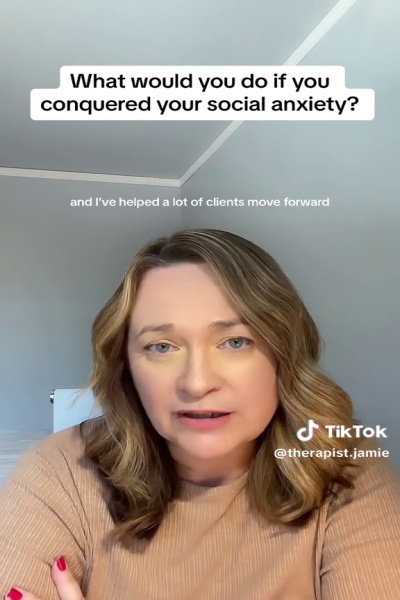 What would you do if you
conquered your social anxiety?
and I've helped a lot of clients move forward
TikTok
@therapist.jamie